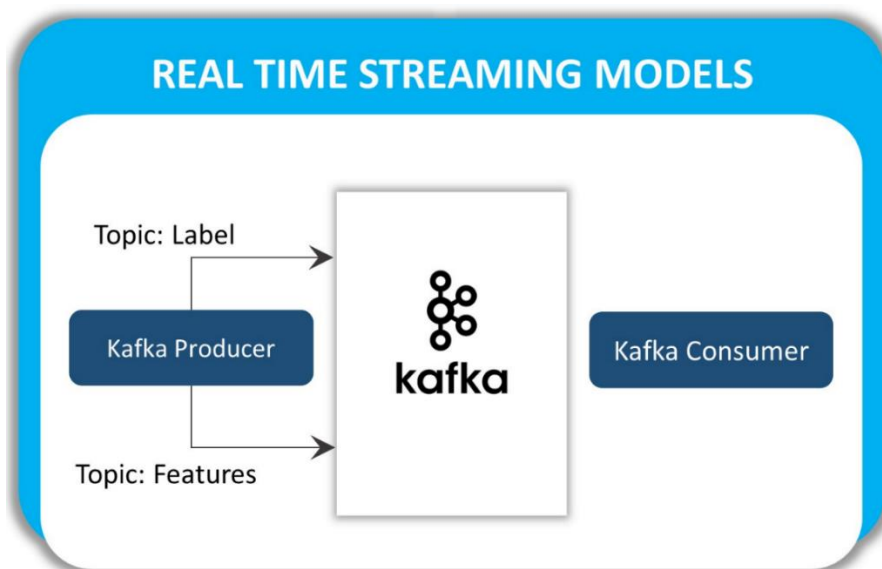 REAL TIME STREAMING MODELS
Topic: Label
Kafka Producer
kafka
Kafka Consumer
Topic: Features